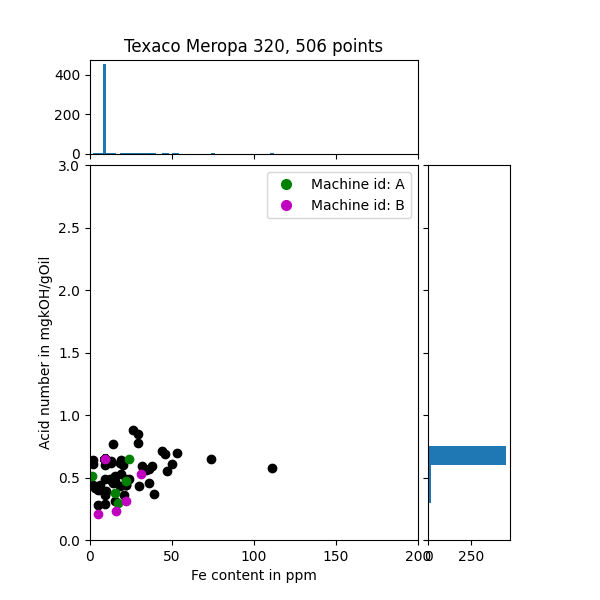 Texaco Meropa 320, 506 points
400
200
0
3.0
2.5
2.0
1.5
1.0
0.5
0.0
Acid number in mgkOH/gOil
Machine id: A
Machine id: B
0 50 100 150 200
0 250
Fe content in ppm